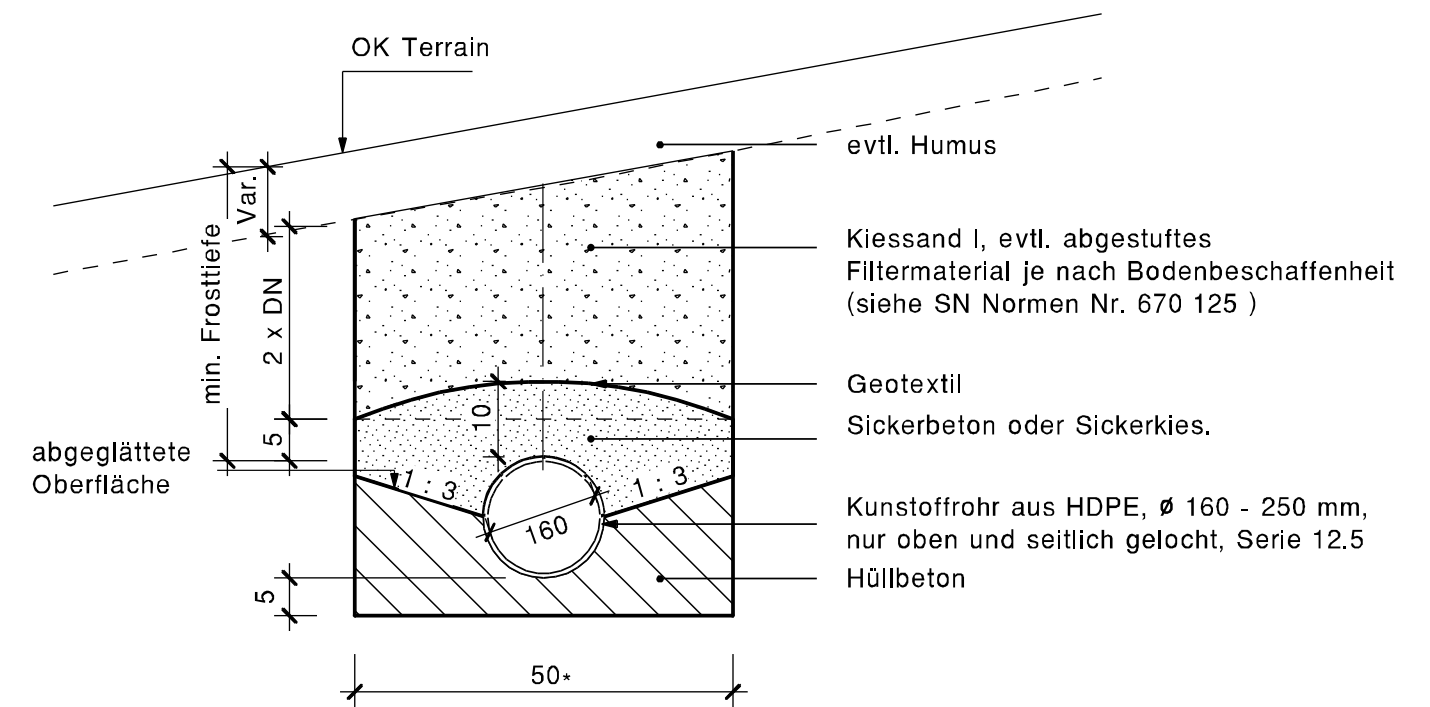 OK Terrain
evtl. Humus
Var.
min. Frosttiefe
2 x DN
Kiessand I, evtl. abgestuftes
Filtermaterial je nach Bodenbeschaffenheit
(siehe SN Normen Nr. 670 125 )
Geotextil
10
5
Sickerbeton oder Sickerkies.
abgeglättete
Oberfläche
1 : 3
1 : 3
160
Kunstoffrohr aus HDPE, ø 160 - 250 mm,
nur oben und seitlich gelocht, Serie 12.5
Hüllbeton
5
50*